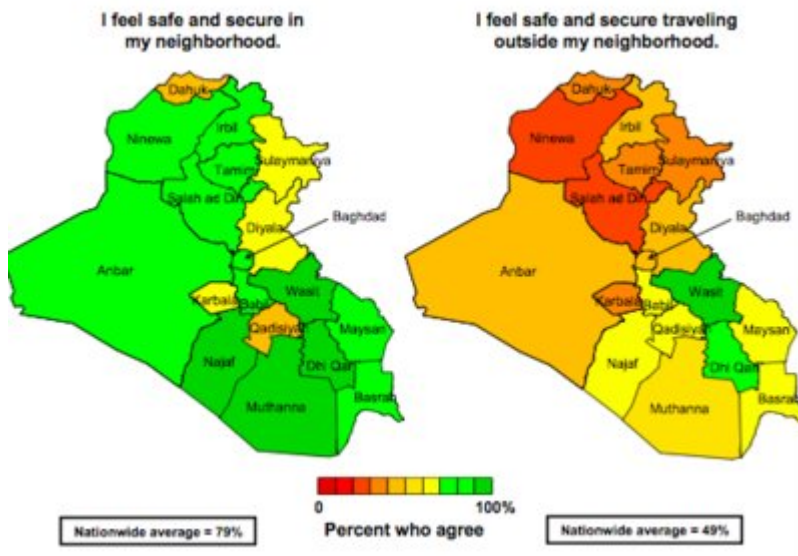 I feel safe and secure in
my neighborhood.
I feel safe and secure traveling
outside my neighborhood.
Dahuk
Ninewa
Irbil
Tamim
Sulaymaniya
Salah ad Din
Diyala
Baghdad
Anbar
Karbala
Babil
Wasit
Qadisiya
Maysan
Najaf
Dhi Qar
Muthanna
Basrah
Dahuk
Ninewa
Irbil
Tamim
Sulaymaniya
Salah ad Din
Diyala
Baghdad
Anbar
Karbala
Babil
Wasit
Qadisiya
Maysan
Najaf
Dhi Qar
Muthanna
Basrah
0 100%
Percent who agree
Nationwide average = 79%
Nationwide average = 49%